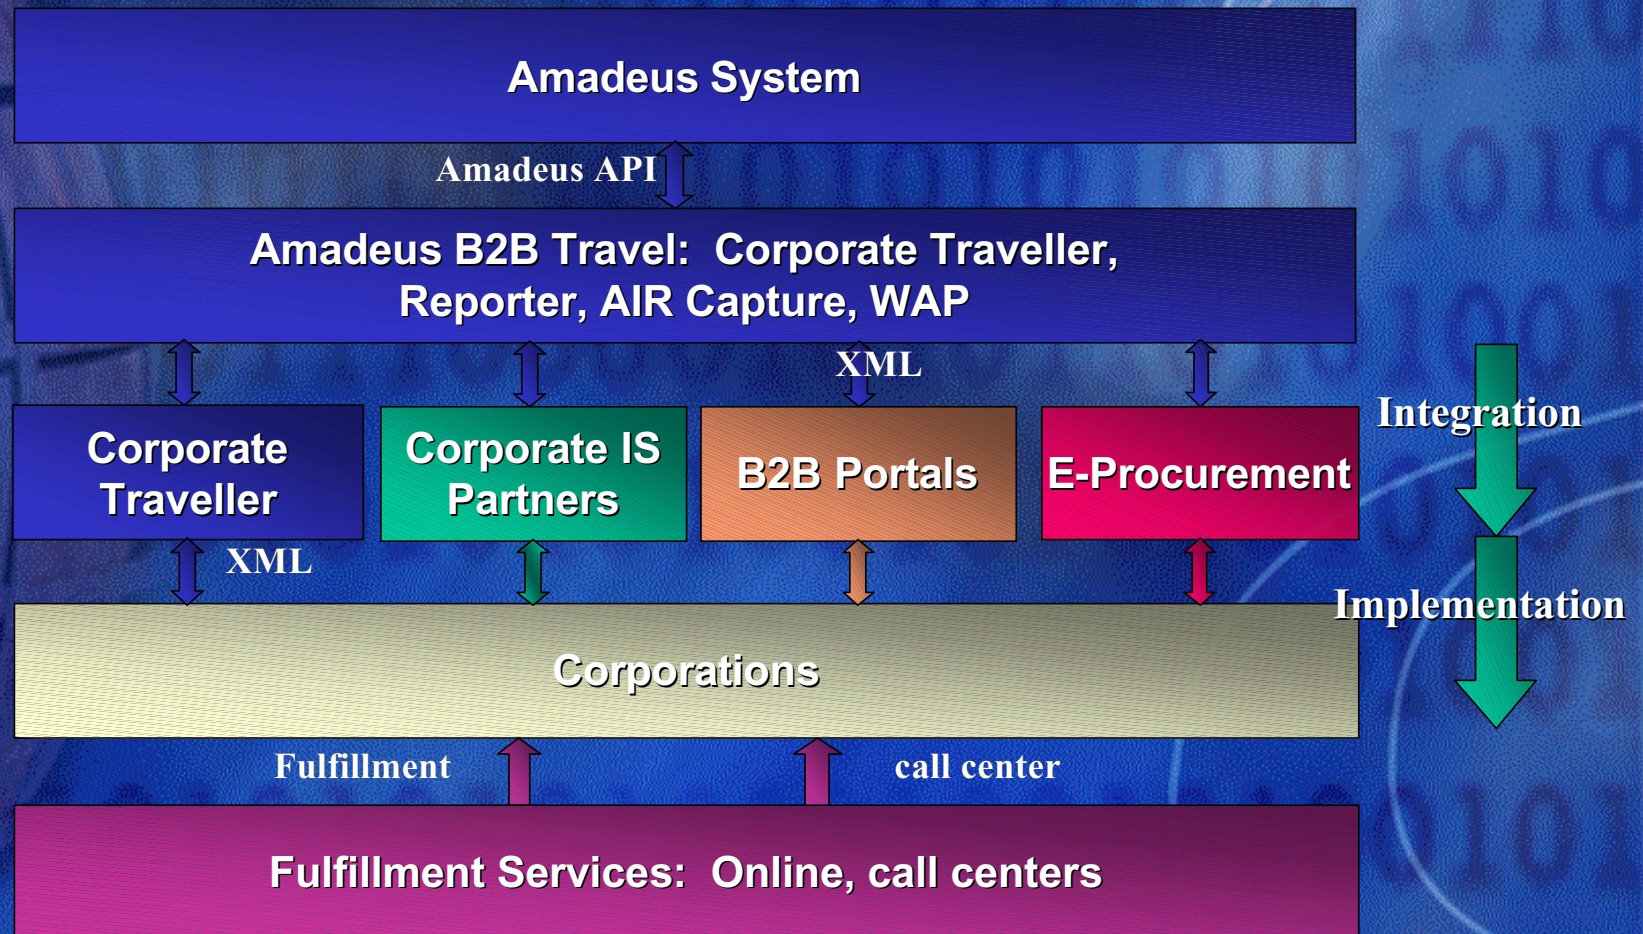 Amadeus System
Amadeus API
Amadeus B2B Travel: Corporate Traveller,
Reporter, AIR Capture, WAP
XML
Corporate
Traveller
Corporate IS
Partners
B2B Portals
E-Procurement
Integration
XML
Implementation
Corporations
Fulfillment
call center
Fulfillment Services: Online, call centers